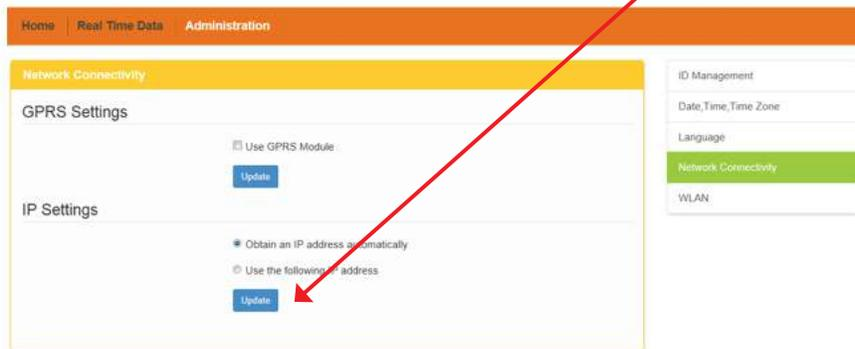 Home Real Time Data Administration
Network Connectivity
GPRS Settings
Use GPRS Module
Update
IP Settings
Obtain an IP address automatically
Use the following IP address
Update
ID Management
Date,Time,Time Zone
Language
Network Connectivity
WLAN